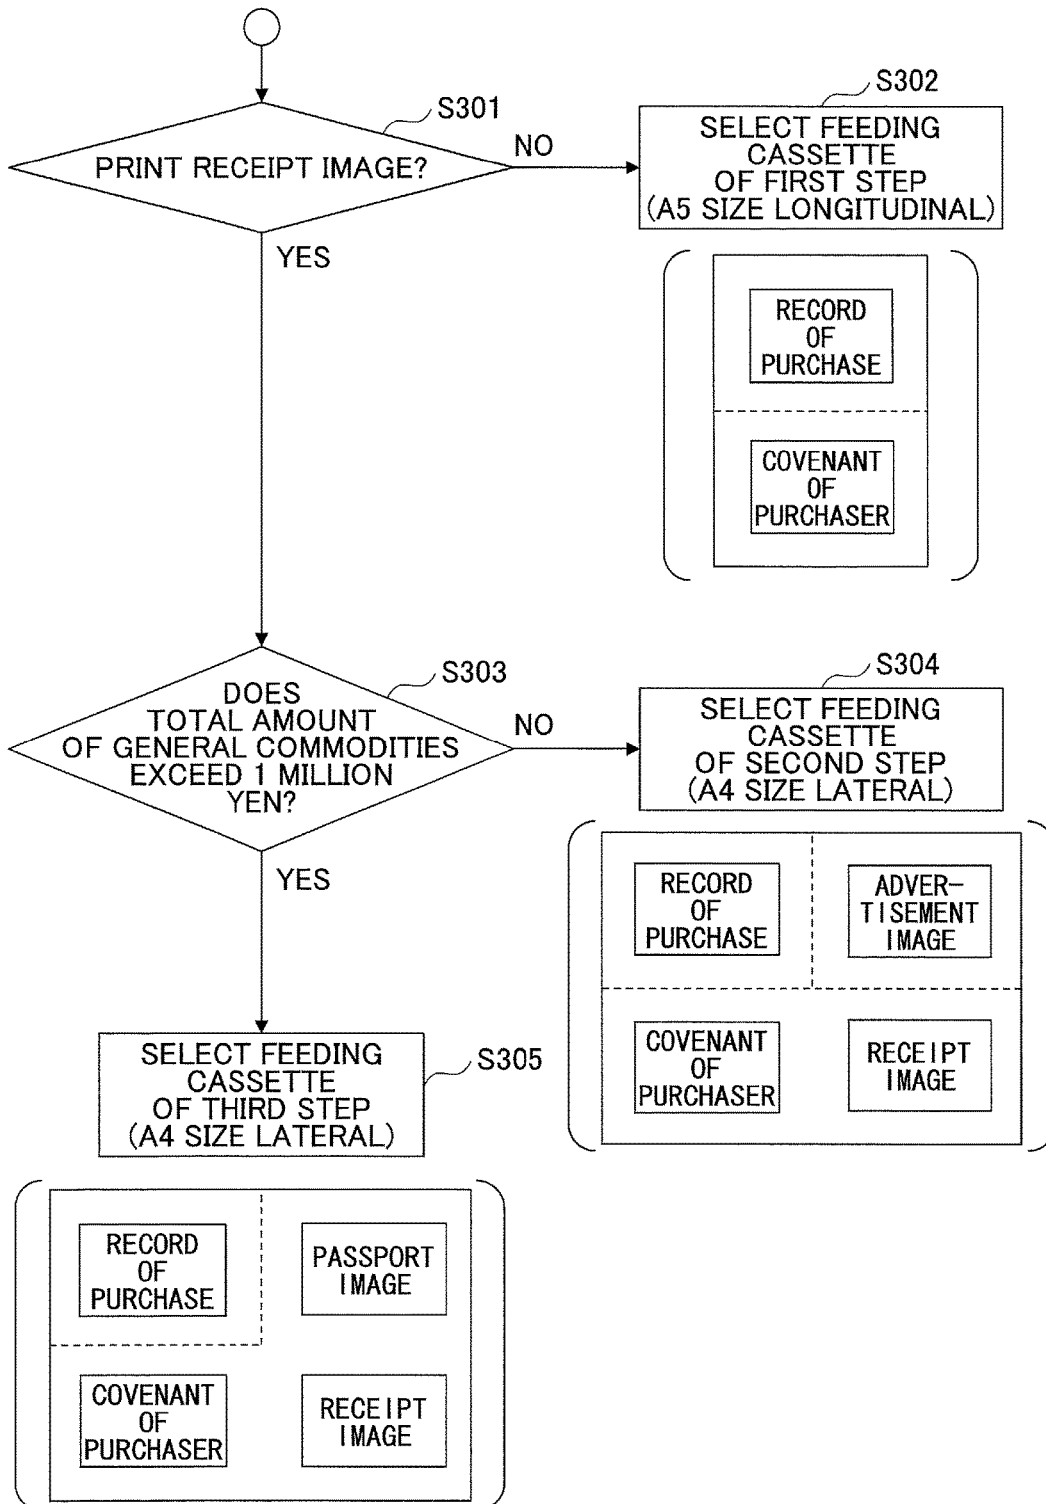 S301
PRINT RECEIPT IMAGE?
NO
YES
S302
SELECT FEEDING
CASSETTE
OF FIRST STEP
(A5 SIZE LONGITUDINAL)
RECORD
OF
PURCHASE
COVENANT
OF
PURCHASER
S303
DOES
TOTAL AMOUNT
OF GENERAL COMMODITIES
EXCEED 1 MILLION
YEN?
NO
YES
S304
SELECT FEEDING
CASSETTE
OF SECOND STEP
(A4 SIZE LATERAL)
RECORD
OF
PURCHASE
ADVER-
TISEMENT
IMAGE
COVENANT
OF
PURCHASER
RECEIPT
IMAGE
S305
SELECT FEEDING
CASSETTE
OF THIRD STEP
(A4 SIZE LATERAL)
RECORD
OF
PURCHASE
PASSPORT
IMAGE
COVENANT
OF
PURCHASER
RECEIPT
IMAGE